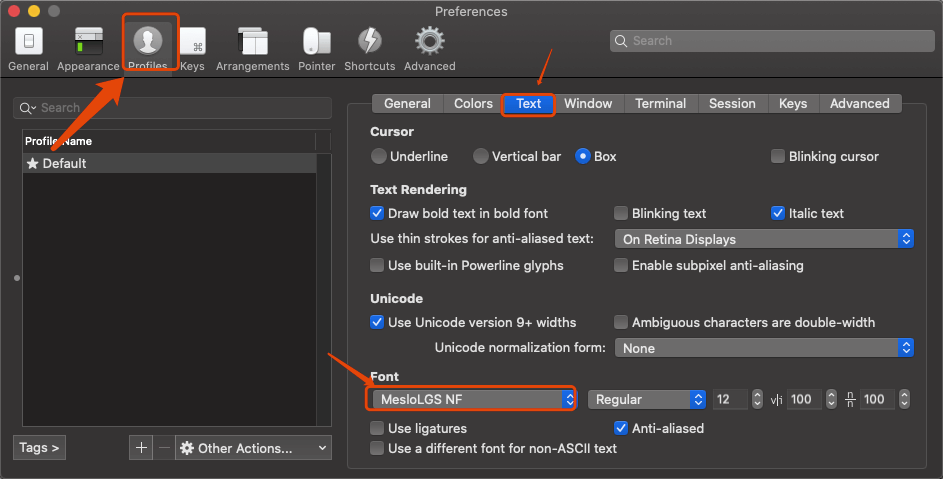 Preferences
General Appearance Profiles Keys Arrangements Pointer Shortcuts Advanced
Search
Search
Profile Name
★ Default
Tags >
+ − Other Actions...
General Colors Text Window Terminal Session Keys Advanced
Cursor
Underline Vertical bar Box Blinking cursor
Text Rendering
Draw bold text in bold font Blinking text Italic text
Use thin strokes for anti-aliased text: On Retina Displays
Use built-in Powerline glyphs Enable subpixel anti-aliasing
Unicode
Use Unicode version 9+ widths Ambiguous characters are double-width
Unicode normalization form: None
Font
MesloLGS NF Regular 12 v|i 100 n/n 100
Use ligatures Anti-aliased
Use a different font for non-ASCII text